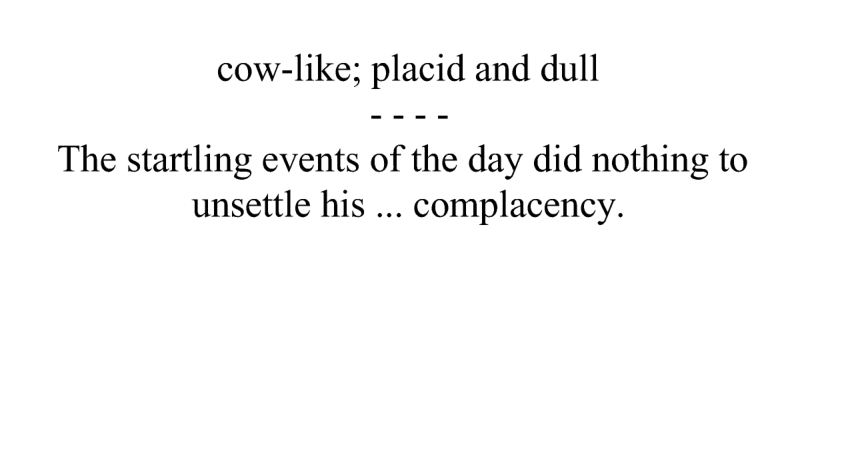 cow-like; placid and dull
- - - -
The startling events of the day did nothing to
unsettle his ... complacency.